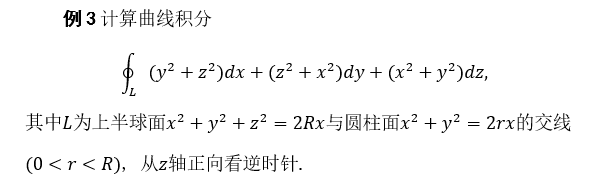 例 3 计算曲线积分
∮_L (y² + z²)dx + (z² + x²)dy + (x² + y²)dz,
其中L为上半球面x² + y² + z² = 2Rx与圆柱面x² + y² = 2rx的交线
(0 < r < R)，从z轴正向看逆时针.